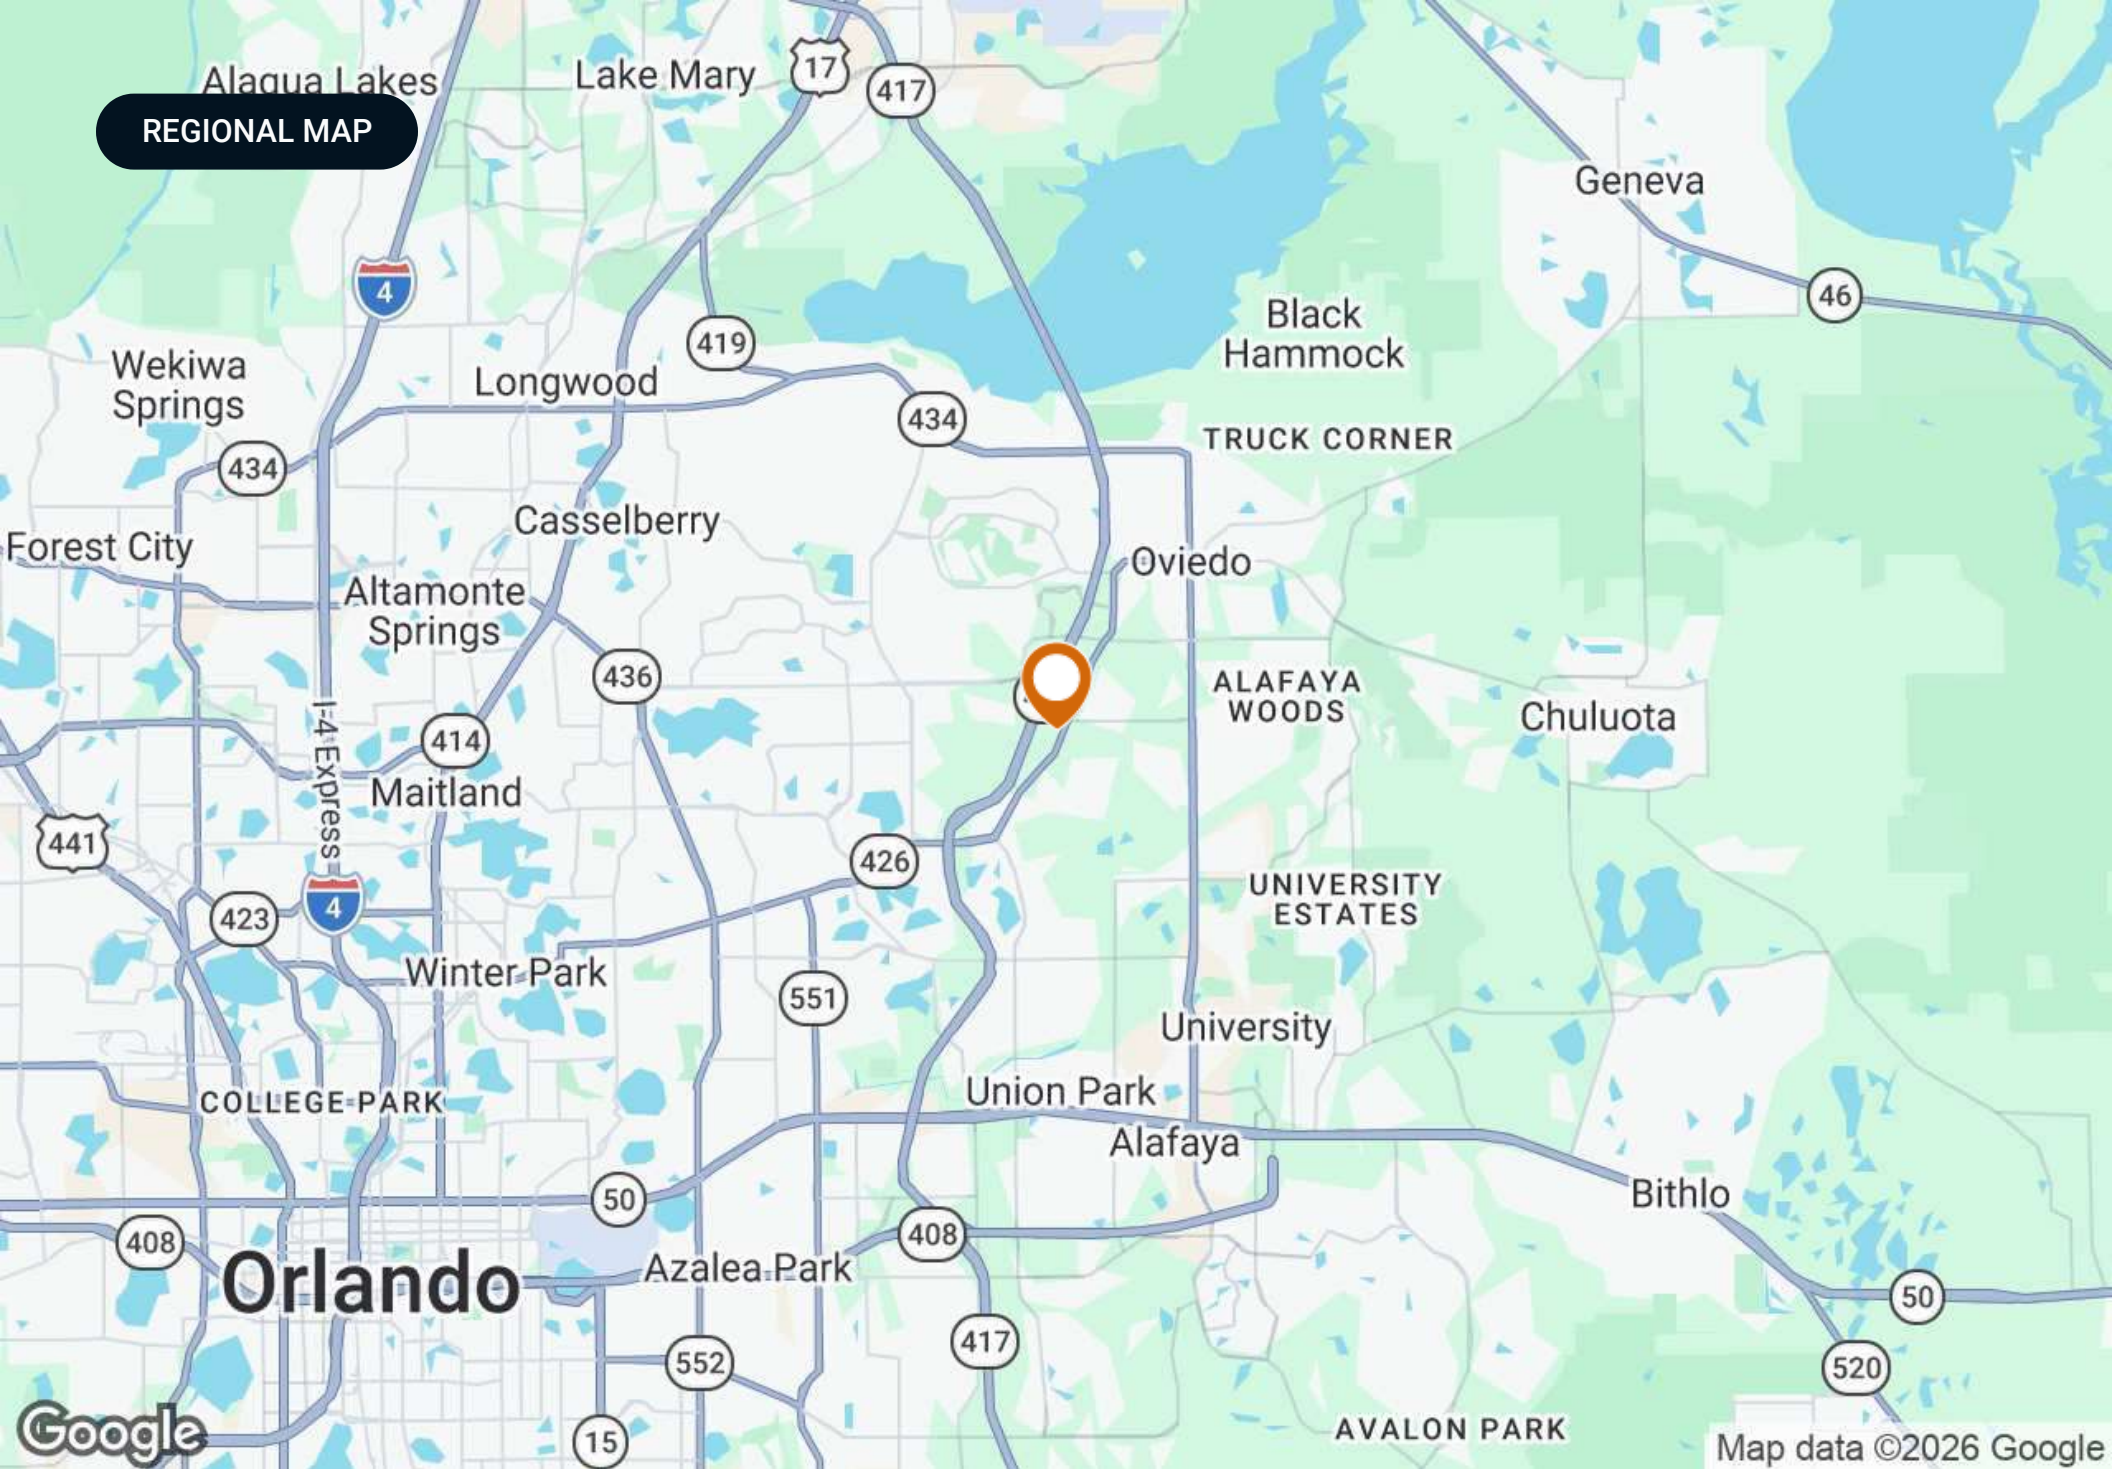 Alaqua Lakes
REGIONAL MAP
Lake Mary
17
417
Geneva
4
46
Black
Hammock
419
Wekiwa
Springs
Longwood
434
TRUCK CORNER
434
Casselberry
Forest City
Oviedo
Altamonte
Springs
436
ALAFAYA
WOODS
Chuluota
I-4 Express
414
Maitland
441
426
UNIVERSITY
ESTATES
423
4
Winter Park
551
University
COLLEGE PARK
Union Park
Alafaya
50
Bithlo
408
408
Orlando
Azalea Park
50
417
552
520
15
AVALON PARK
Google
Map data ©2026 Google